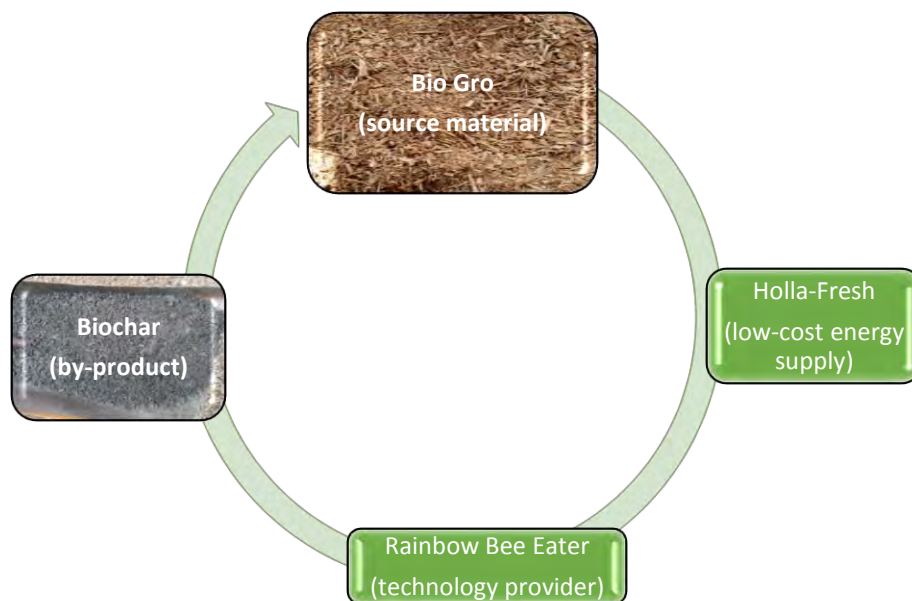 Bio Gro
(source material)
Holla-Fresh
(low-cost energy
supply)
Rainbow Bee Eater
(technology provider)
Biochar
(by-product)